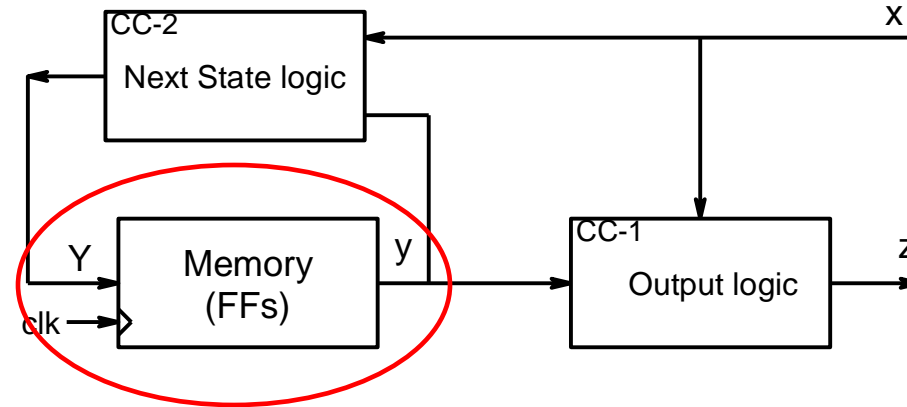 CC-2
x
Next State logic
Y
Memory
(FFs)
y
clk
CC-1
Output logic
z